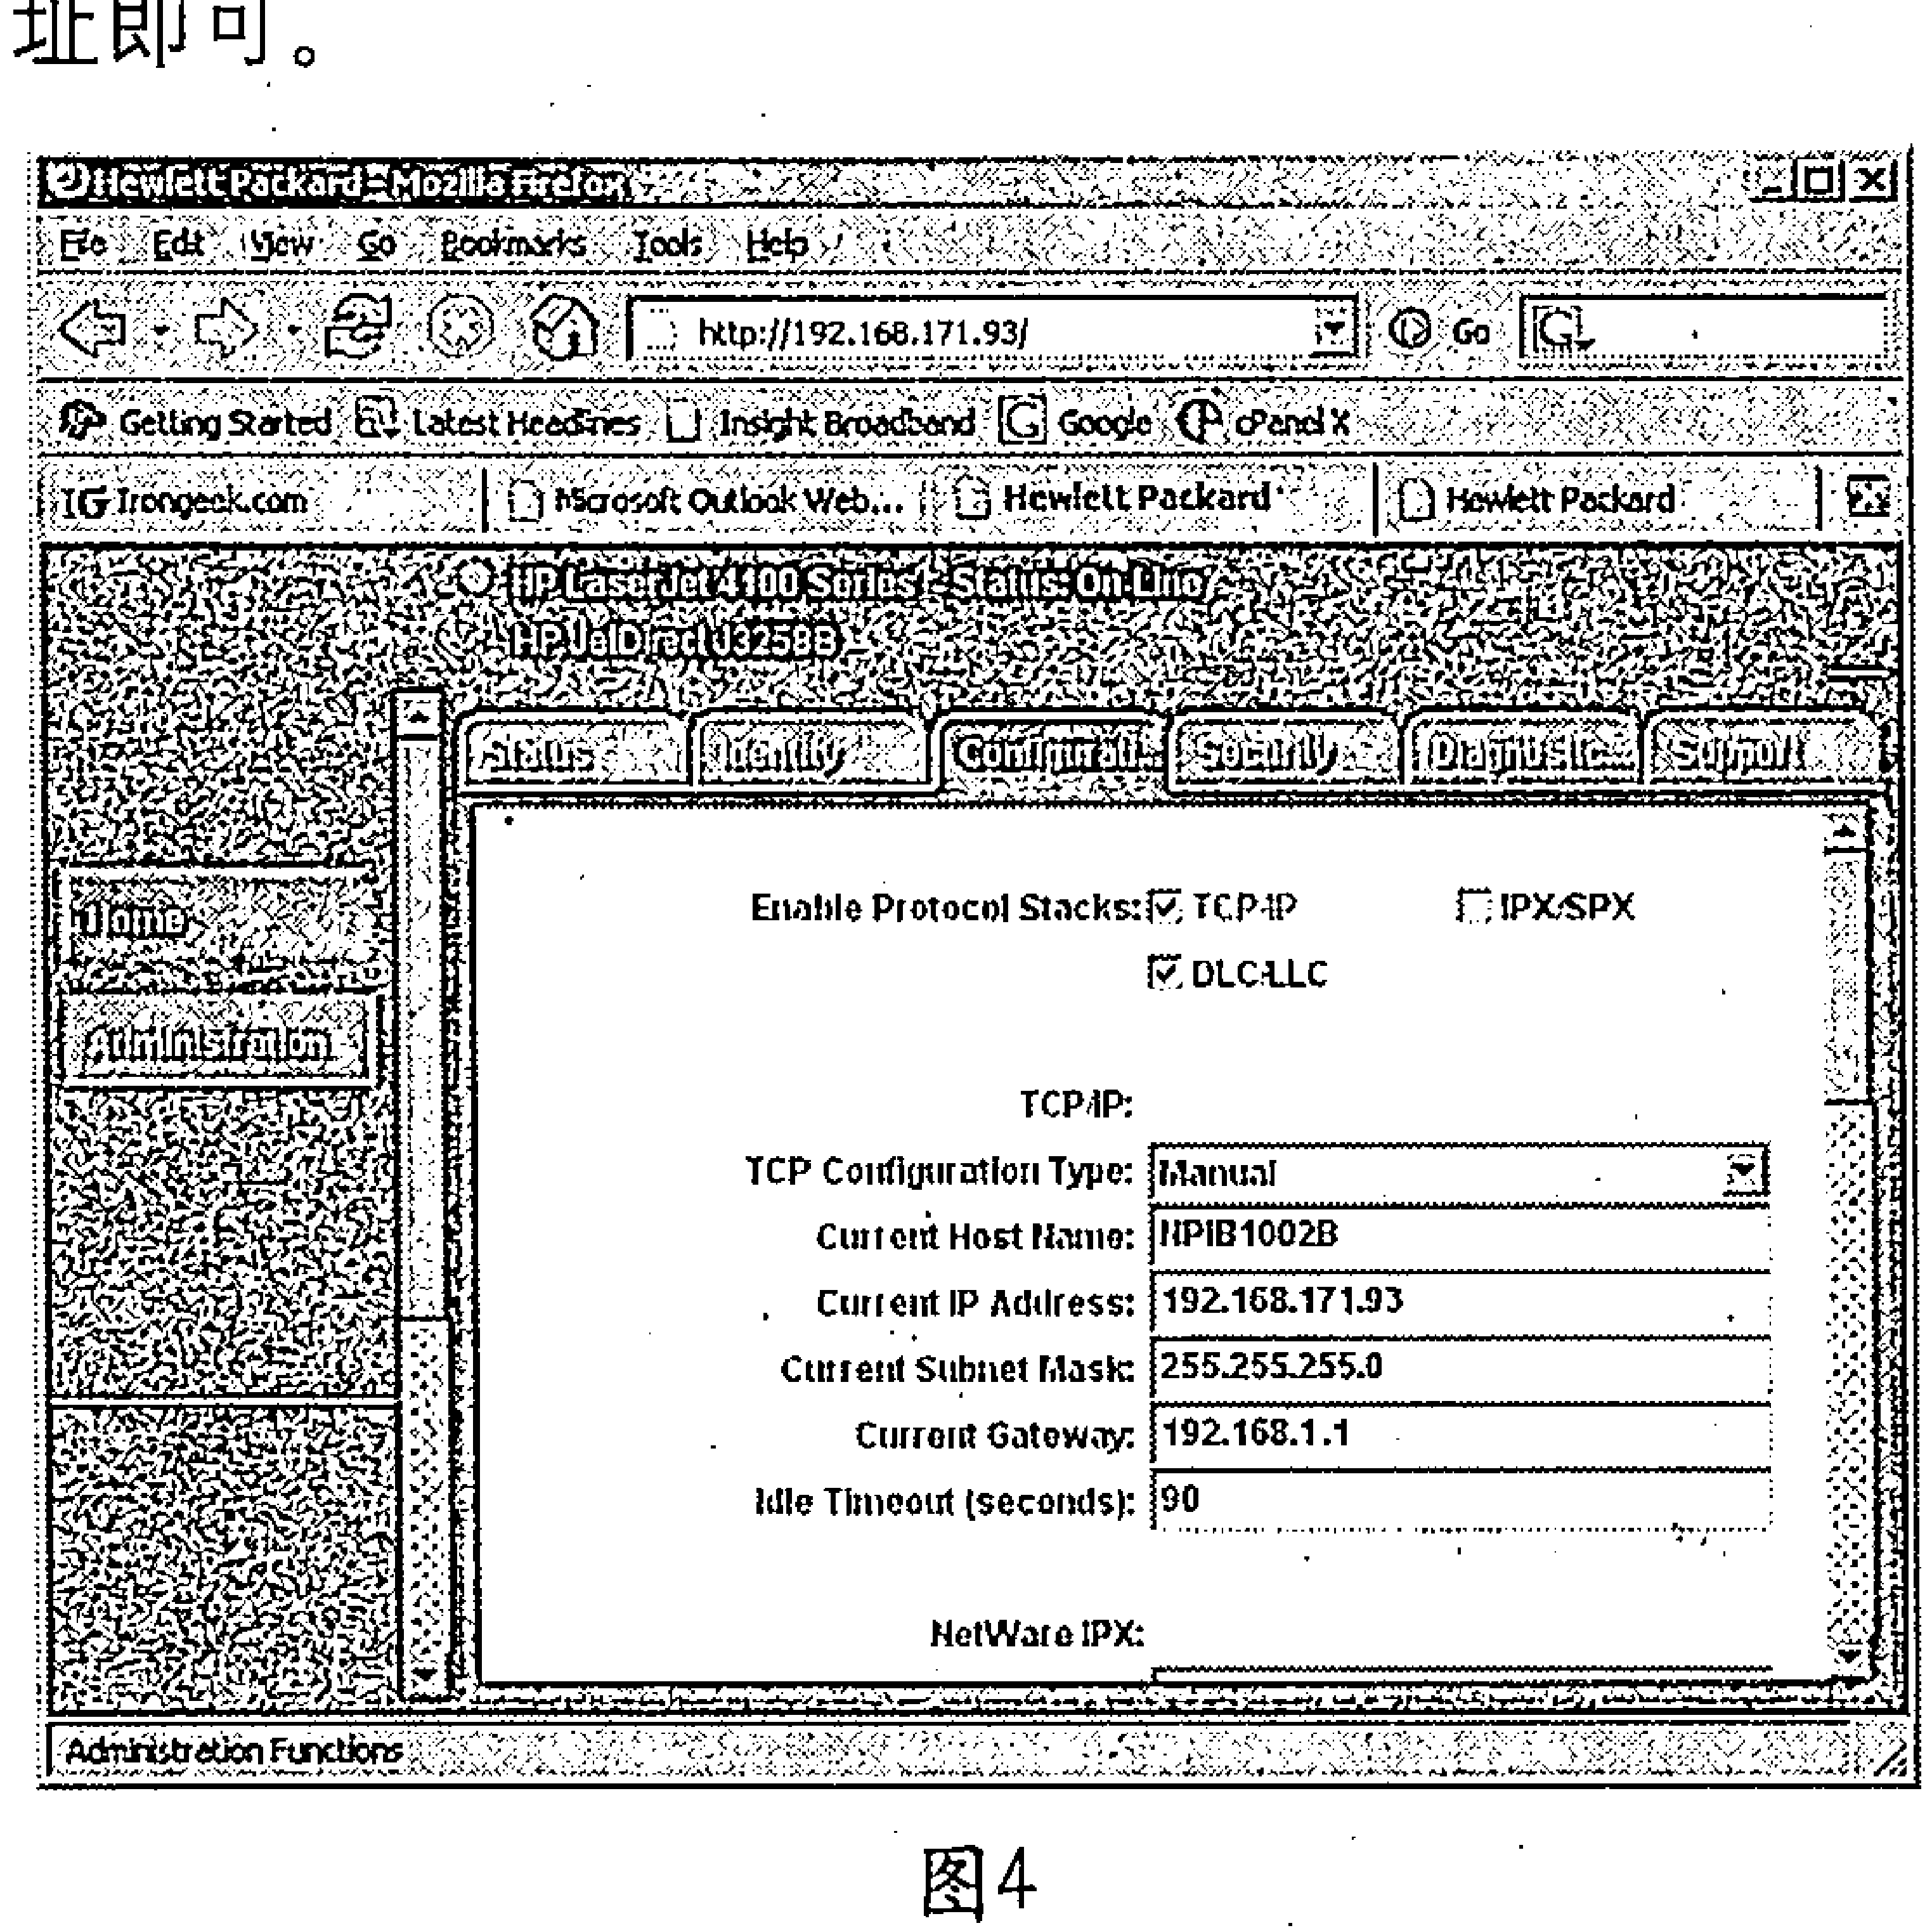 址即可。
Hewlett Packard - Mozilla Firefox
File Edit View Go Bookmarks Tools Help
http://192.168.171.93/ Go
Getting Started Latest Headlines Insight Broadband Google cPanel X
IG Irongeek.com Microsoft Outlook Web... Hewlett Packard Hewlett Packard
HP LaserJet 4100 Series / Status: On-Line
HP JetDirect J3258B
Status Identity Configurati... Security Diagnostic... Support
Home
Administration
Enable Protocol Stacks: TCP/IP IPX/SPX
DLC/LLC
TCP/IP:
TCP Configuration Type: Manual
Current Host Name: NPIB1002B
Current IP Address: 192.168.171.93
Current Subnet Mask: 255.255.255.0
Current Gateway: 192.168.1.1
Idle Timeout (seconds): 90
NetWare IPX:
Administration Functions
图4